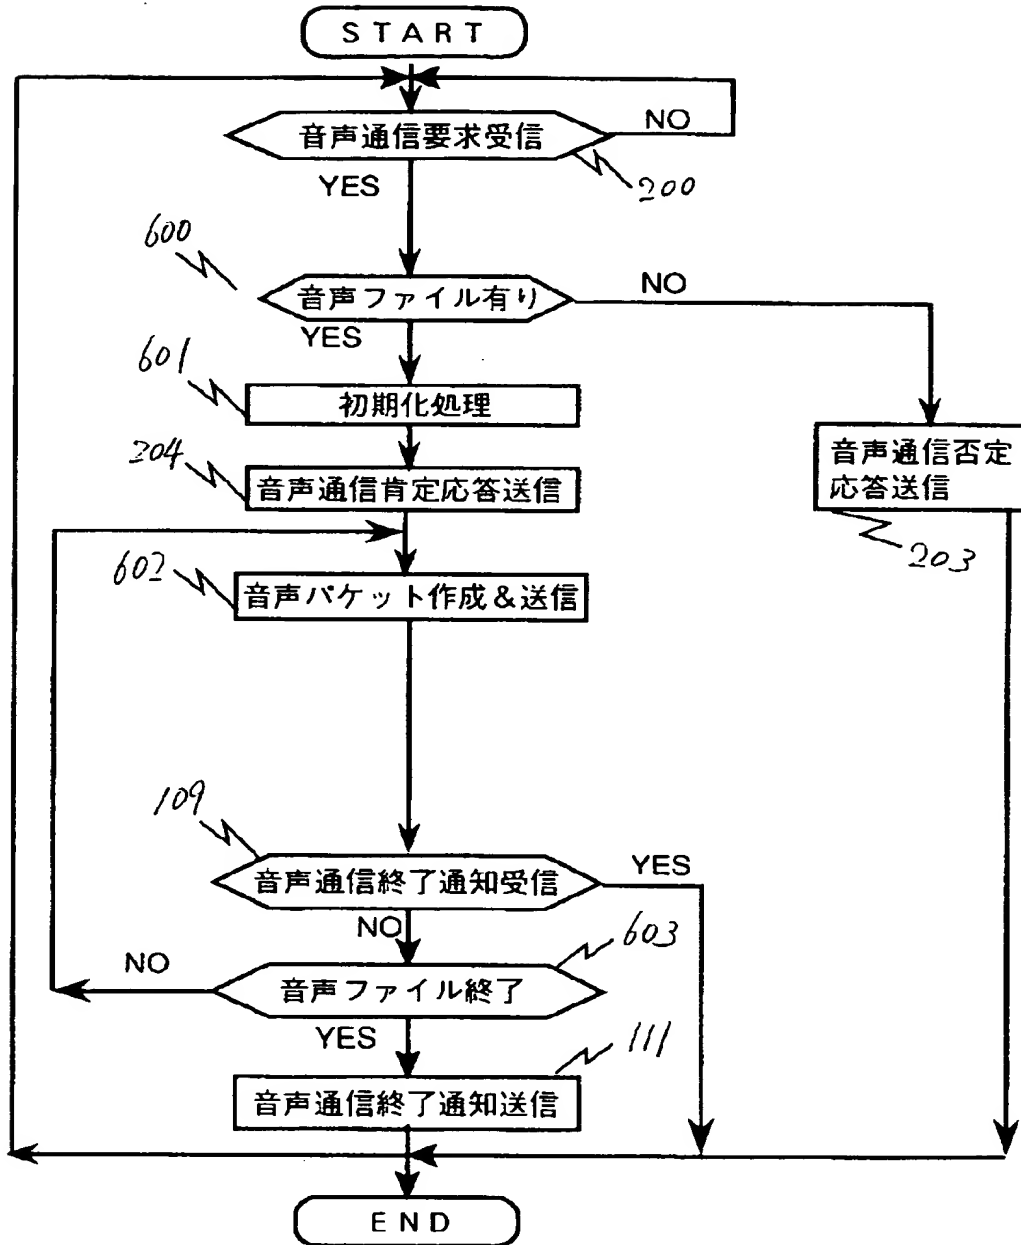 START
音声通信要求受信
NO
YES
200
600
音声ファイル有り
NO
YES
601
初期化処理
204
音声通信肯定応答送信
音声通信否定
応答送信
203
602
音声パケット作成&送信
109
音声通信終了通知受信
YES
NO
603
NO
音声ファイル終了
YES
111
音声通信終了通知送信
END